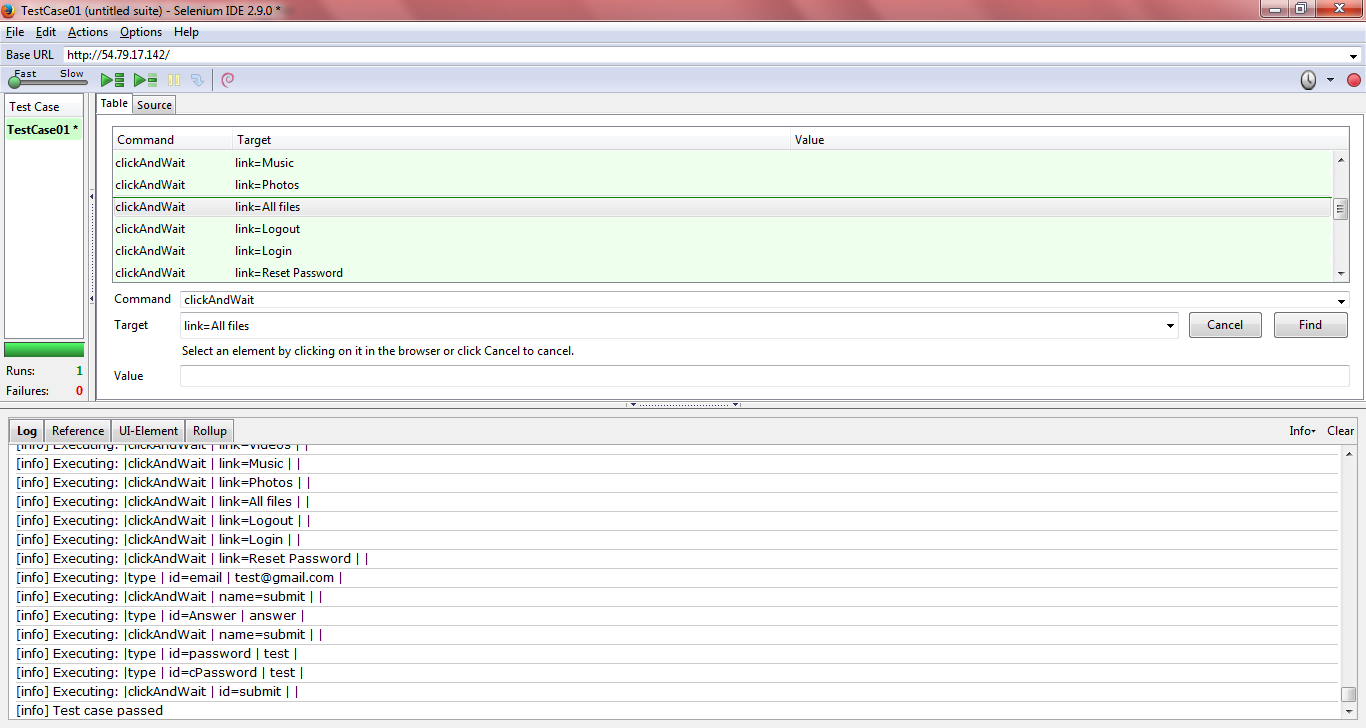 TestCase01 (untitled suite) - Selenium IDE 2.9.0 *
File Edit Actions Options Help
Base URL http://54.79.17.142/
Fast Slow
Test Case
TestCase01 *
Table Source
Command Target Value
clickAndWait link=Music
clickAndWait link=Photos
clickAndWait link=All files
clickAndWait link=Logout
clickAndWait link=Login
clickAndWait link=Reset Password
Command clickAndWait
Target link=All files Cancel Find
Select an element by clicking on it in the browser or click Cancel to cancel.
Value
Runs: 1
Failures: 0
Log Reference UI-Element Rollup Info Clear
[info] Executing: |clickAndWait | link=Videos | |
[info] Executing: |clickAndWait | link=Music | |
[info] Executing: |clickAndWait | link=Photos | |
[info] Executing: |clickAndWait | link=All files | |
[info] Executing: |clickAndWait | link=Logout | |
[info] Executing: |clickAndWait | link=Login | |
[info] Executing: |clickAndWait | link=Reset Password | |
[info] Executing: |type | id=email | test@gmail.com |
[info] Executing: |clickAndWait | name=submit | |
[info] Executing: |type | id=Answer | answer |
[info] Executing: |clickAndWait | name=submit | |
[info] Executing: |type | id=password | test |
[info] Executing: |type | id=cPassword | test |
[info] Executing: |clickAndWait | id=submit | |
[info] Test case passed